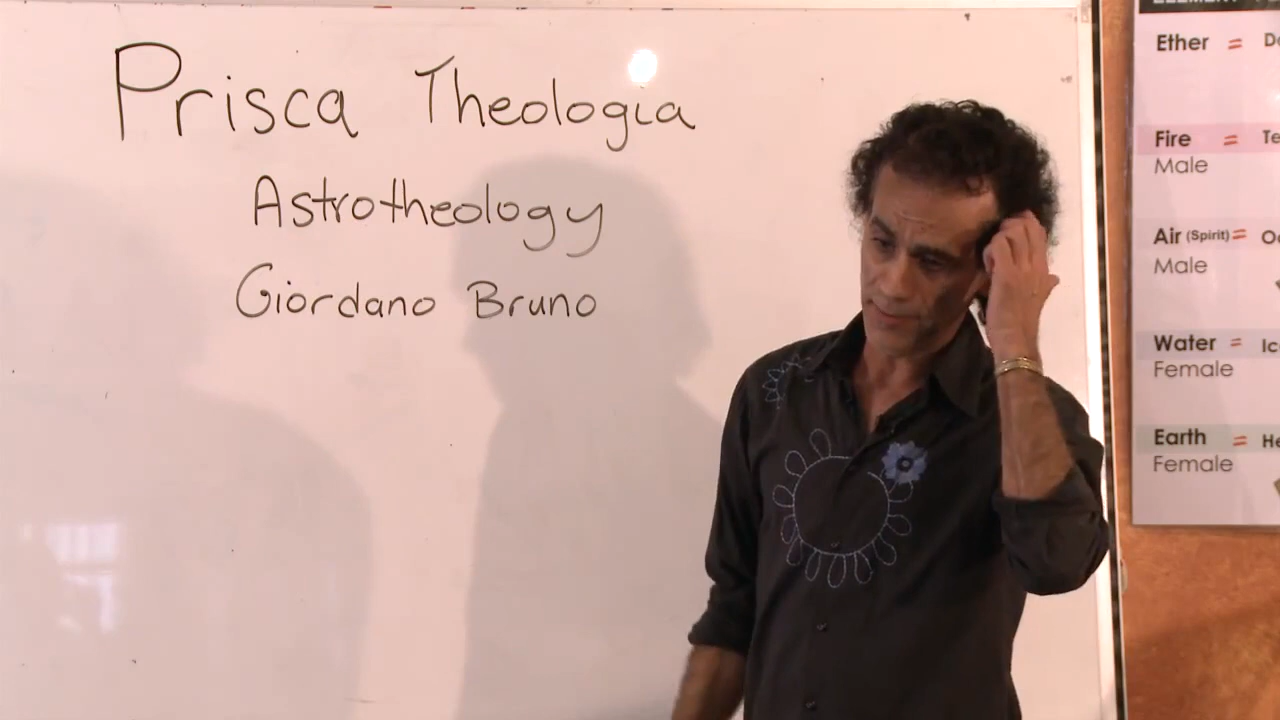 Prisca Theologia
Astrotheology
Giordano Bruno
Ether =
Fire =
Male
Air (Spirit) =
Male
Water =
Female
Earth =
Female